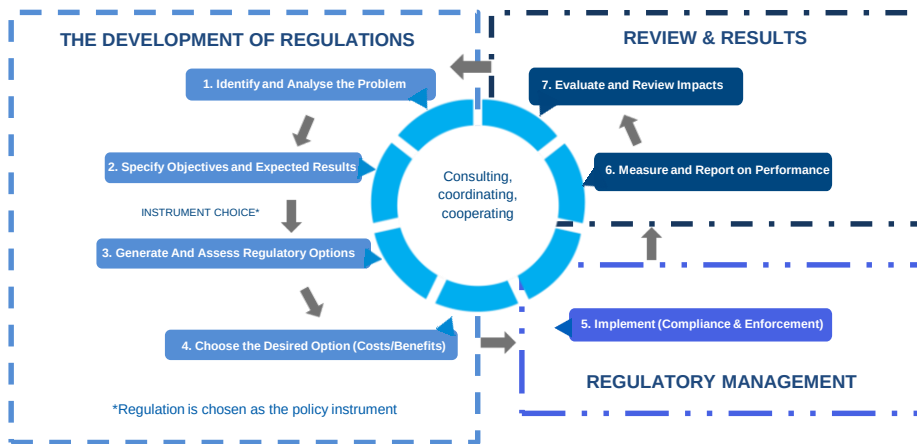 THE DEVELOPMENT OF REGULATIONS
1. Identify and Analyse the Problem
2. Specify Objectives and Expected Results
INSTRUMENT CHOICE*
3. Generate And Assess Regulatory Options
4. Choose the Desired Option (Costs/Benefits)
*Regulation is chosen as the policy instrument
Consulting,
coordinating,
cooperating
REVIEW & RESULTS
7. Evaluate and Review Impacts
6. Measure and Report on Performance
5. Implement (Compliance & Enforcement)
REGULATORY MANAGEMENT